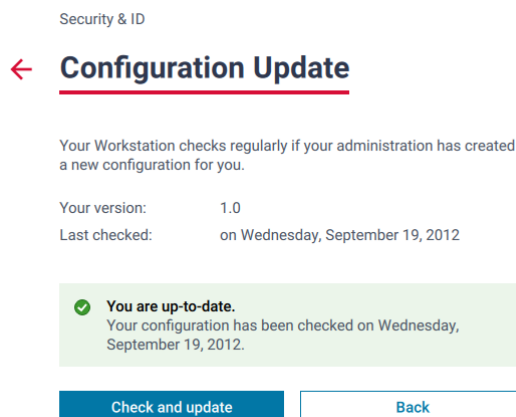 Security & ID
Configuration Update
Your Workstation checks regularly if your administration has created
a new configuration for you.
Your version: 1.0
Last checked: on Wednesday, September 19, 2012
You are up-to-date.
Your configuration has been checked on Wednesday,
September 19, 2012.
Check and update Back